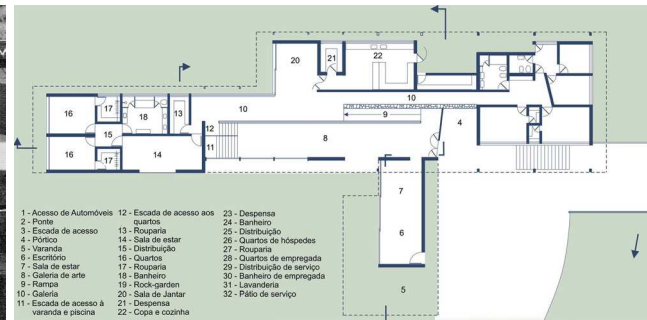 20
21
22
10
16
17
18
13
10
9
4
12
15
8
11
16
17
14
7
6
5
1 - Acesso de Automóveis
2 - Ponte
3 - Escada de acesso
4 - Pórtico
5 - Varanda
6 - Escritório
7 - Sala de estar
8 - Galeria de arte
9 - Rampa
10 - Galeria
11 - Escada de acesso à
varanda e piscina
12 - Escada de acesso aos
quartos
13 - Rouparia
14 - Sala de estar
15 - Distribuição
16 - Quartos
17 - Rouparia
18 - Banheiro
19 - Rock-garden
20 - Sala de Jantar
21 - Despensa
22 - Copa e cozinha
23 - Despensa
24 - Banheiro
25 - Distribuição
26 - Quartos de hóspedes
27 - Rouparia
28 - Quartos de empregada
29 - Distribuição de serviço
30 - Banheiro de empregada
31 - Lavanderia
32 - Pátio de serviço